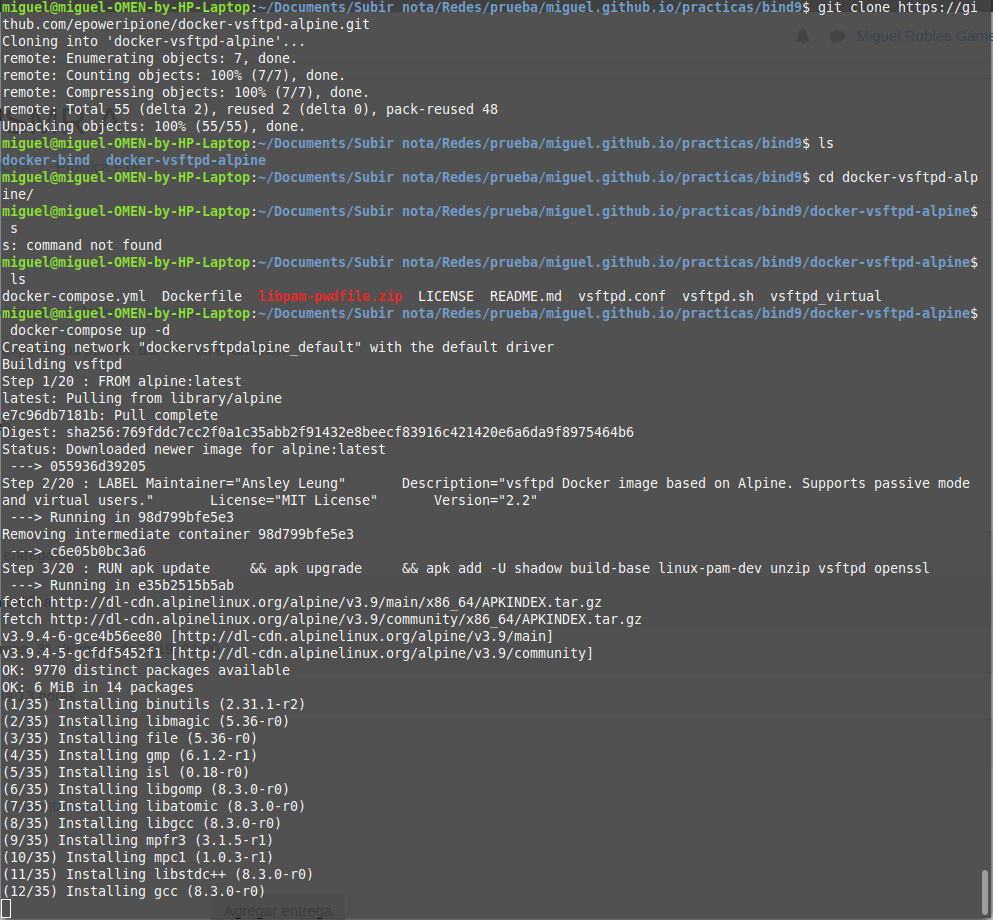 miguel@miguel-OMEN-by-HP-Laptop:~/Documents/Subir nota/Redes/prueba/miguel.github.io/practicas/bind9$ git clone https://gi
thub.com/epoweripione/docker-vsftpd-alpine.git
Cloning into 'docker-vsftpd-alpine'...
Miguel Robles Gáme
remote: Enumerating objects: 7, done.
remote: Counting objects: 100% (7/7), done.
remote: Compressing objects: 100% (7/7), done.
remote: Total 55 (delta 2), reused 2 (delta 0), pack-reused 48
Unpacking objects: 100% (55/55), done.
miguel@miguel-OMEN-by-HP-Laptop:~/Documents/Subir nota/Redes/prueba/miguel.github.io/practicas/bind9$ ls
docker-bind  docker-vsftpd-alpine
miguel@miguel-OMEN-by-HP-Laptop:~/Documents/Subir nota/Redes/prueba/miguel.github.io/practicas/bind9$ cd docker-vsftpd-alp
ine/
miguel@miguel-OMEN-by-HP-Laptop:~/Documents/Subir nota/Redes/prueba/miguel.github.io/practicas/bind9/docker-vsftpd-alpine$
 s
s: command not found
miguel@miguel-OMEN-by-HP-Laptop:~/Documents/Subir nota/Redes/prueba/miguel.github.io/practicas/bind9/docker-vsftpd-alpine$
 ls
docker-compose.yml  Dockerfile  libpam-pwdfile.zip  LICENSE  README.md  vsftpd.conf  vsftpd.sh  vsftpd_virtual
miguel@miguel-OMEN-by-HP-Laptop:~/Documents/Subir nota/Redes/prueba/miguel.github.io/practicas/bind9/docker-vsftpd-alpine$
 docker-compose up -d
Creating network "dockervsftpdalpine_default" with the default driver
Building vsftpd
Step 1/20 : FROM alpine:latest
latest: Pulling from library/alpine
e7c96db7181b: Pull complete
Digest: sha256:769fddc7cc2f0a1c35abb2f91432e8beecf83916c421420e6a6da9f8975464b6
Status: Downloaded newer image for alpine:latest
 ---> 055936d39205
Step 2/20 : LABEL Maintainer="Ansley Leung"       Description="vsftpd Docker image based on Alpine. Supports passive mode
and virtual users."       License="MIT License"       Version="2.2"
 ---> Running in 98d799bfe5e3
Removing intermediate container 98d799bfe5e3
 ---> c6e05b0bc3a6
Step 3/20 : RUN apk update     && apk upgrade     && apk add -U shadow build-base linux-pam-dev unzip vsftpd openssl
 ---> Running in e35b2515b5ab
fetch http://dl-cdn.alpinelinux.org/alpine/v3.9/main/x86_64/APKINDEX.tar.gz
fetch http://dl-cdn.alpinelinux.org/alpine/v3.9/community/x86_64/APKINDEX.tar.gz
v3.9.4-6-gce4b56ee80 [http://dl-cdn.alpinelinux.org/alpine/v3.9/main]
v3.9.4-5-gcfdf5452f1 [http://dl-cdn.alpinelinux.org/alpine/v3.9/community]
OK: 9770 distinct packages available
OK: 6 MiB in 14 packages
(1/35) Installing binutils (2.31.1-r2)
(2/35) Installing libmagic (5.36-r0)
(3/35) Installing file (5.36-r0)
(4/35) Installing gmp (6.1.2-r1)
(5/35) Installing isl (0.18-r0)
(6/35) Installing libgomp (8.3.0-r0)
(7/35) Installing libatomic (8.3.0-r0)
(8/35) Installing libgcc (8.3.0-r0)
(9/35) Installing mpfr3 (3.1.5-r1)
(10/35) Installing mpc1 (1.0.3-r1)
(11/35) Installing libstdc++ (8.3.0-r0)
(12/35) Installing gcc (8.3.0-r0)
Agregar entrega